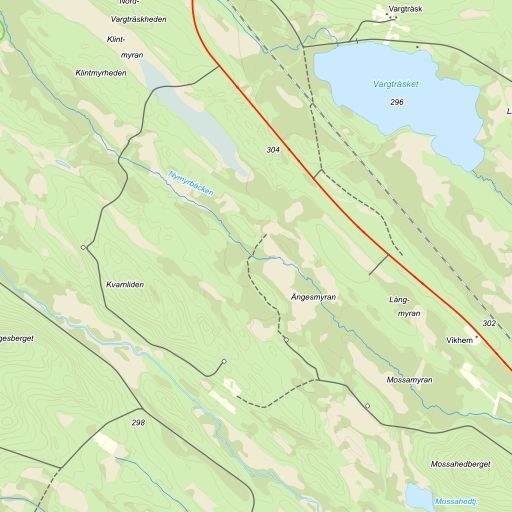 Nord-
Vargträskheden
Vargträsk
Klint-
myran
Klintmyrheden
Vargträsket
296
304
Nymyrbäcken
Kvarnliden
Ängesmyran
Lång-
myran
302
Vikhem
gesberget
Mossamyran
298
Mossahedberget
Mossahedtj.